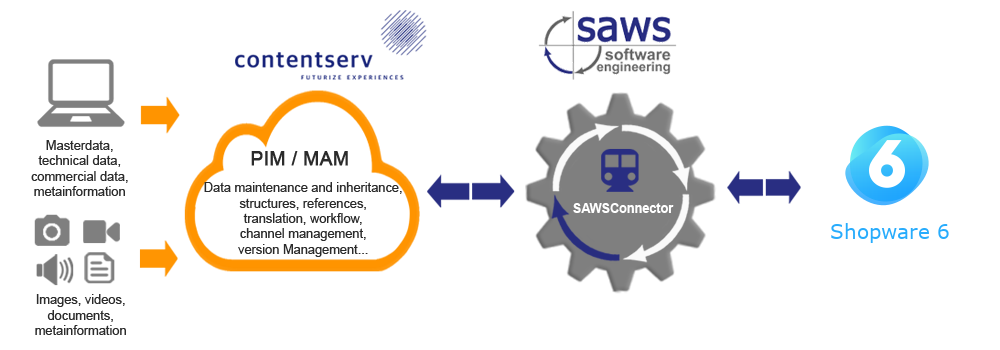 contentserv
FUTURIZE EXPERIENCES
saws
software
engineering
Masterdata,
technical data,
commercial data,
metainformation
PIM / MAM
Data maintenance and inheritance,
structures, references,
translation, workflow,
channel management,
version Management...
SAWSConnector
6
Shopware 6
Images, videos,
documents,
metainformation